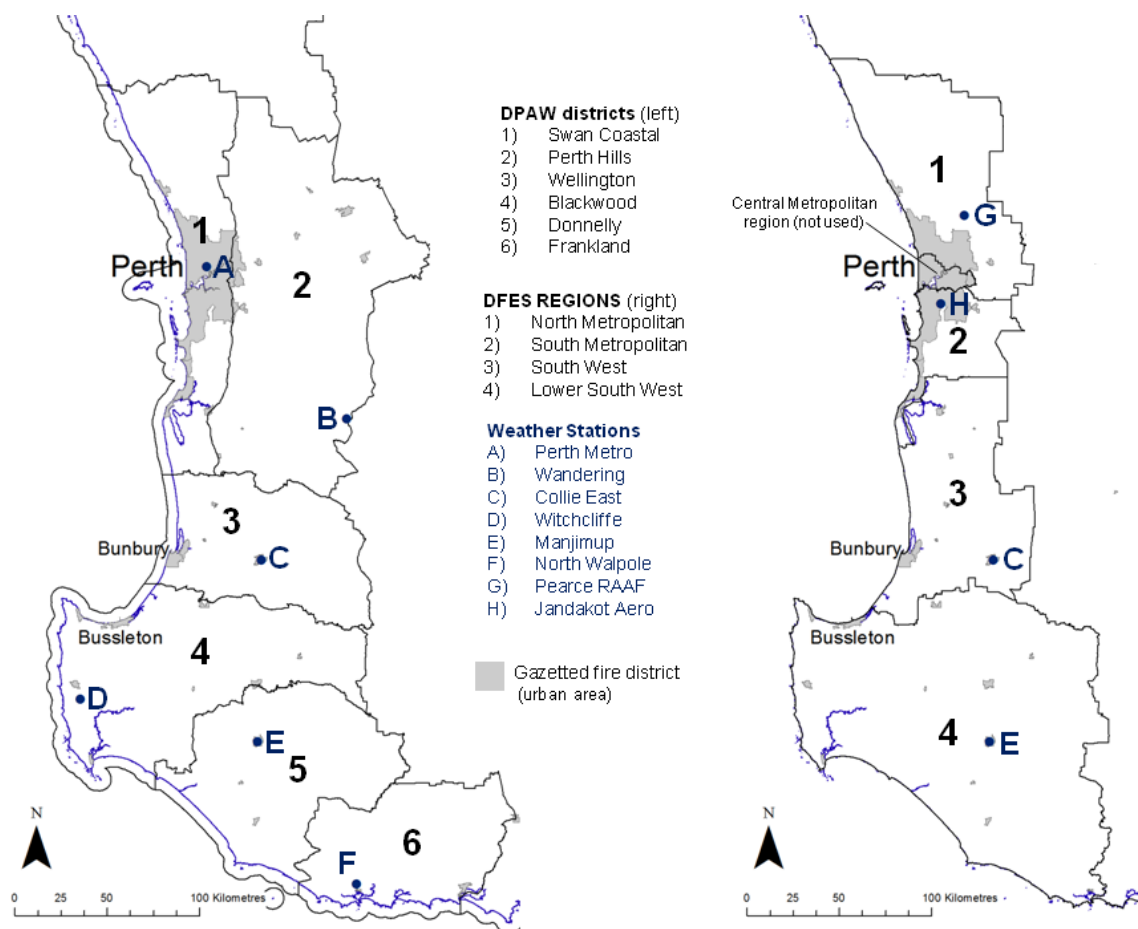 1
2
Perth
A
B
3
Bunbury
C
Bussleton
4
D
E
5
6
F
N
0 25 50 100 Kilometres
DPAW districts (left)
1) Swan Coastal
2) Perth Hills
3) Wellington
4) Blackwood
5) Donnelly
6) Frankland
DFES REGIONS (right)
1) North Metropolitan
2) South Metropolitan
3) South West
4) Lower South West
Weather Stations
A) Perth Metro
B) Wandering
C) Collie East
D) Witchcliffe
E) Manjimup
F) North Walpole
G) Pearce RAAF
H) Jandakot Aero
Gazetted fire district
(urban area)
1
Central Metropolitan
region (not used)
G
Perth
H
2
3
Bunbury
C
Bussleton
4
E
N
0 25 50 100 Kilometres